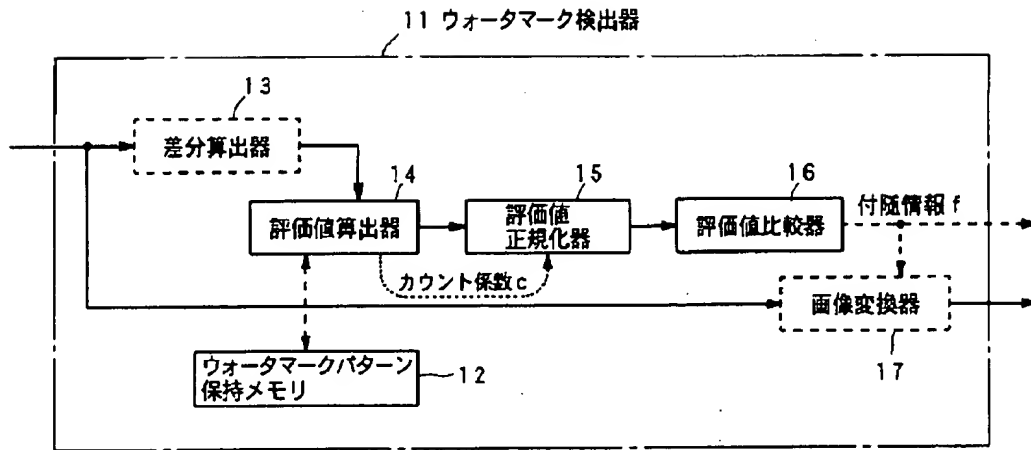 11 ウォータマーク検出器
13
差分算出器
14
評価値算出器
15
評価値
正規化器
16
評価値比較器
付随情報f
カウント係数c
画像変換器
17
ウォータマークパターン
保持メモリ
12